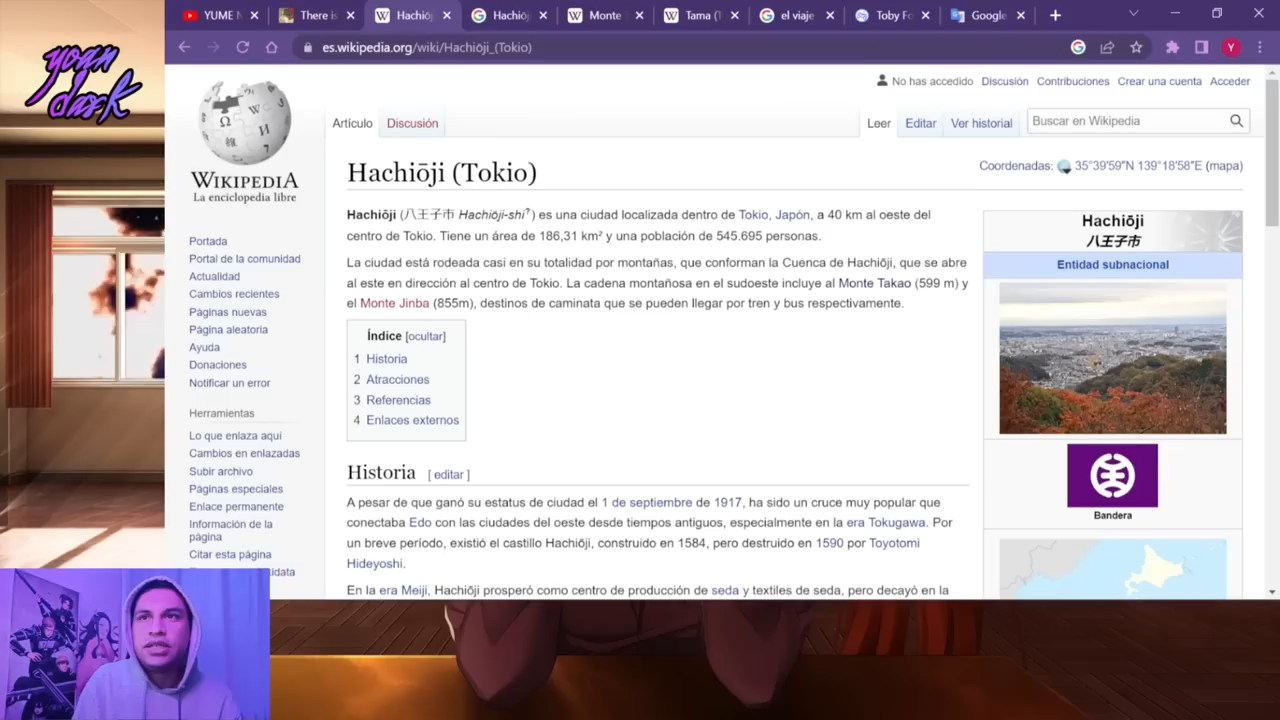 YUME N
There is
Hachiōj
Hachiōj
Monte
Tama (T
el viaje
Toby Fo
Google
es.wikipedia.org/wiki/Hachiōji_(Tokio)
Y
yoan
dask
WIKIPEDIA
La enciclopedia libre
No han accedido Discusión Contribuciones Crear una cuenta Acceder
Artículo Discusión
Leer Editar Ver historial
Buscar en Wikipedia
Hachiōji (Tokio)
Coordenadas: 35°39′59″N 139°18′58″E (mapa)
Portada
Portal de la comunidad
Actualidad
Cambios recientes
Páginas nuevas
Página aleatoria
Ayuda
Donaciones
Notificar un error
Herramientas
Lo que enlaza aquí
Cambios en enlazadas
Subir archivo
Páginas especiales
Enlace permanente
Información de la
página
Citar esta página
idata
Hachiōji (八王子市 Hachiōji-shi?) es una ciudad localizada dentro de Tokio, Japón, a 40 km al oeste del
centro de Tokio. Tiene un área de 186,31 km² y una población de 545.695 personas.
La ciudad está rodeada casi en su totalidad por montañas, que conforman la Cuenca de Hachiōji, que se abre
al este en dirección al centro de Tokio. La cadena montañosa en el sudoeste incluye al Monte Takao (599 m) y
el Monte Jinba (855m), destinos de caminata que se pueden llegar por tren y bus respectivamente.
Índice [ocultar]
1 Historia
2 Atracciones
3 Referencias
4 Enlaces externos
Historia [ editar ]
A pesar de que ganó su estatus de ciudad el 1 de septiembre de 1917, ha sido un cruce muy popular que
conectaba Edo con las ciudades del oeste desde tiempos antiguos, especialmente en la era Tokugawa. Por
un breve período, existió el castillo Hachiōji, construido en 1584, pero destruido en 1590 por Toyotomi
Hideyoshi.
En la era Meiji, Hachiōji prosperó como centro de producción de seda y textiles de seda, pero decayó en la
Hachiōji
八王子市
Entidad subnacional
Bandera